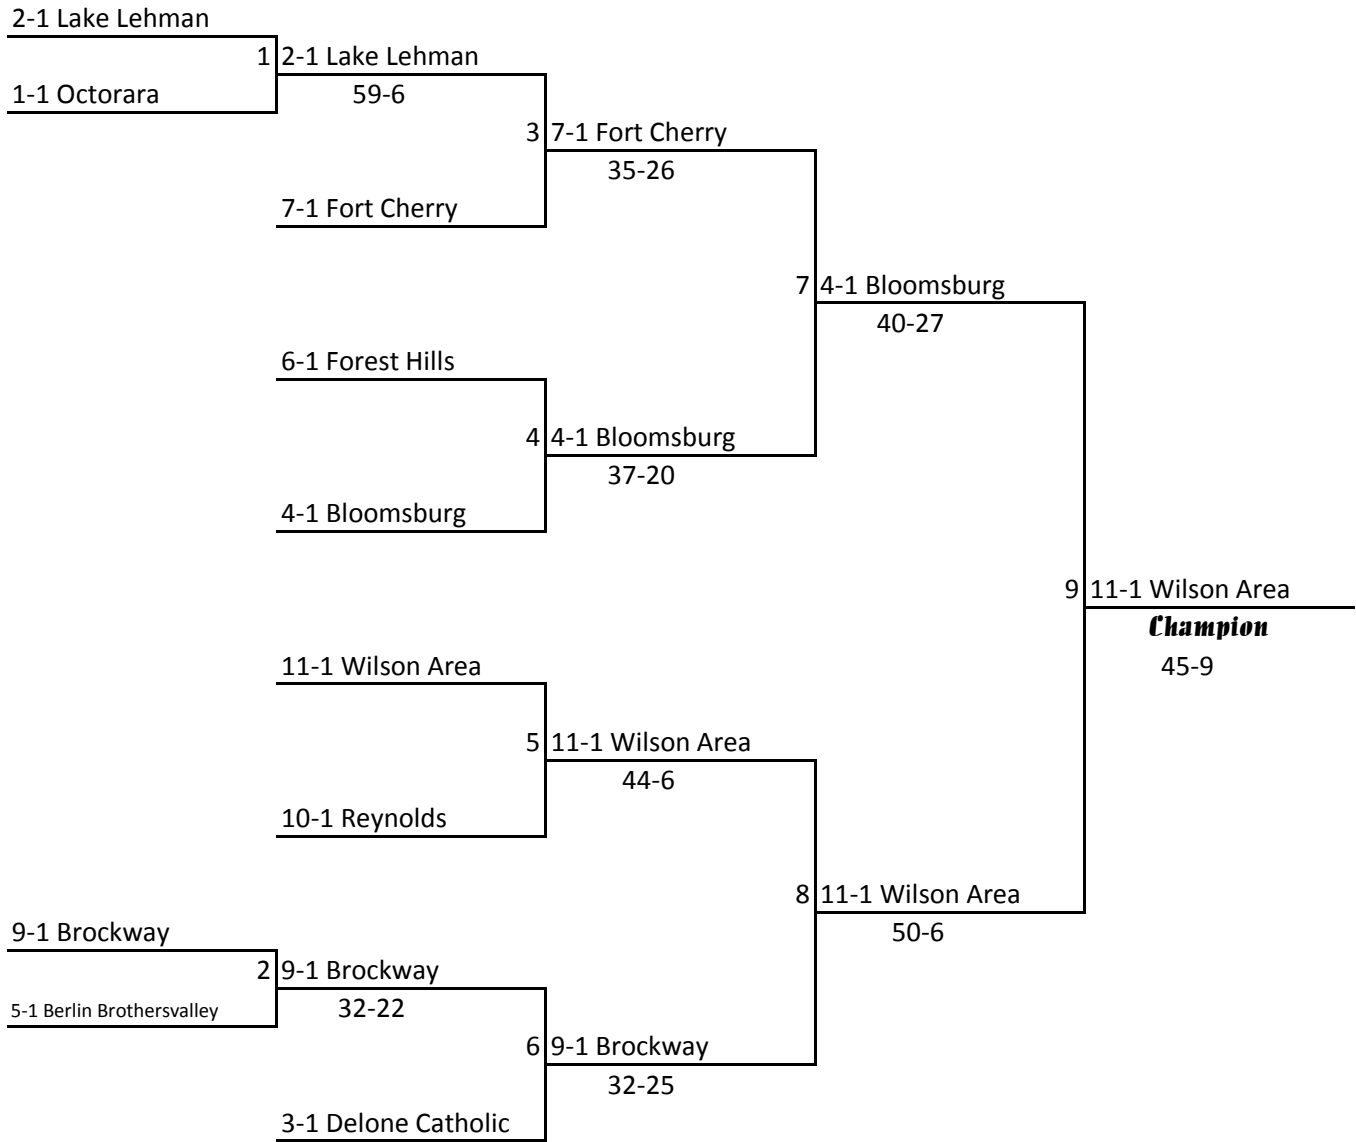 2-1 Lake Lehman
1 2-1 Lake Lehman
1-1 Octorara
59-6
3 7-1 Fort Cherry
35-26
7-1 Fort Cherry
7 4-1 Bloomsburg
40-27
6-1 Forest Hills
4 4-1 Bloomsburg
37-20
4-1 Bloomsburg
9 11-1 Wilson Area
Champion
45-9
11-1 Wilson Area
5 11-1 Wilson Area
44-6
10-1 Reynolds
8 11-1 Wilson Area
50-6
9-1 Brockway
2 9-1 Brockway
5-1 Berlin Brothersvalley
32-22
6 9-1 Brockway
32-25
3-1 Delone Catholic